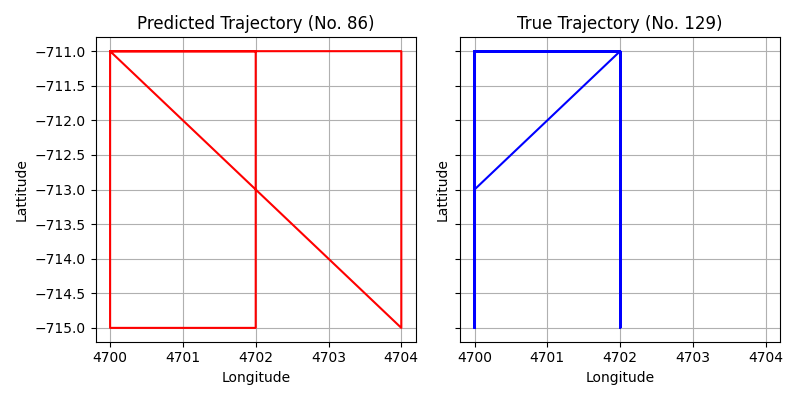 Predicted Trajectory (No. 86)
True Trajectory (No. 129)
Lattitude
−711.0
−711.5
−712.0
−712.5
−713.0
−713.5
−714.0
−714.5
−715.0
4700 4701 4702 4703 4704
Longitude
Lattitude
4700 4701 4702 4703 4704
Longitude